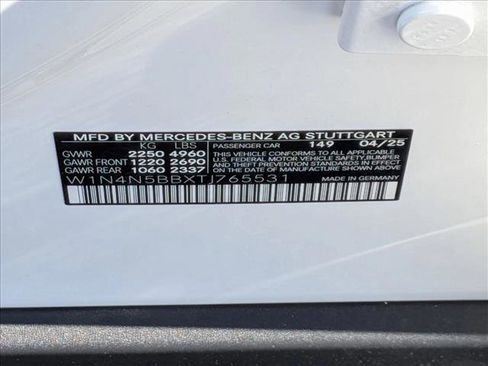 MFD BY MERCEDES-BENZ AG STUTTGART
KG LBS PASSENGER CAR 149 04/25
GVWR 2250 4960 THIS VEHICLE CONFORMS TO ALL APPLICABLE
GAWR FRONT 1220 2690 U.S. FEDERAL MOTOR VEHICLE SAFETY, BUMPER
GAWR REAR 1060 2337 AND THEFT PREVENTION STANDARDS IN EFFECT
ON THE DATE OF MANUFACTURE SHOWN ABOVE.
W1N4N5BBXTJ765531 MADE IN GERMANY